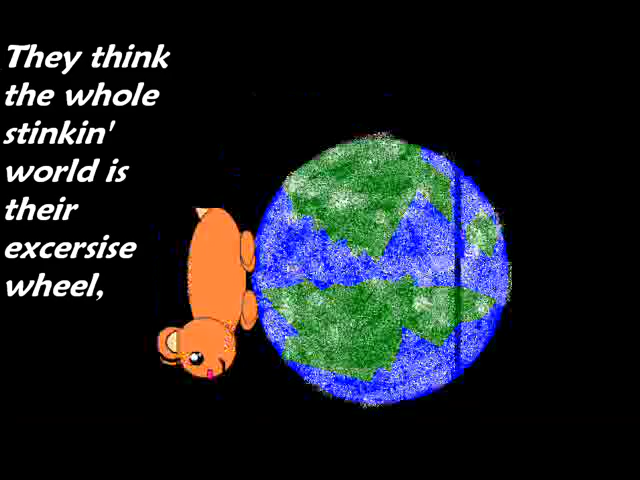 They think
the whole
stinkin'
world is
their
excersise
wheel,